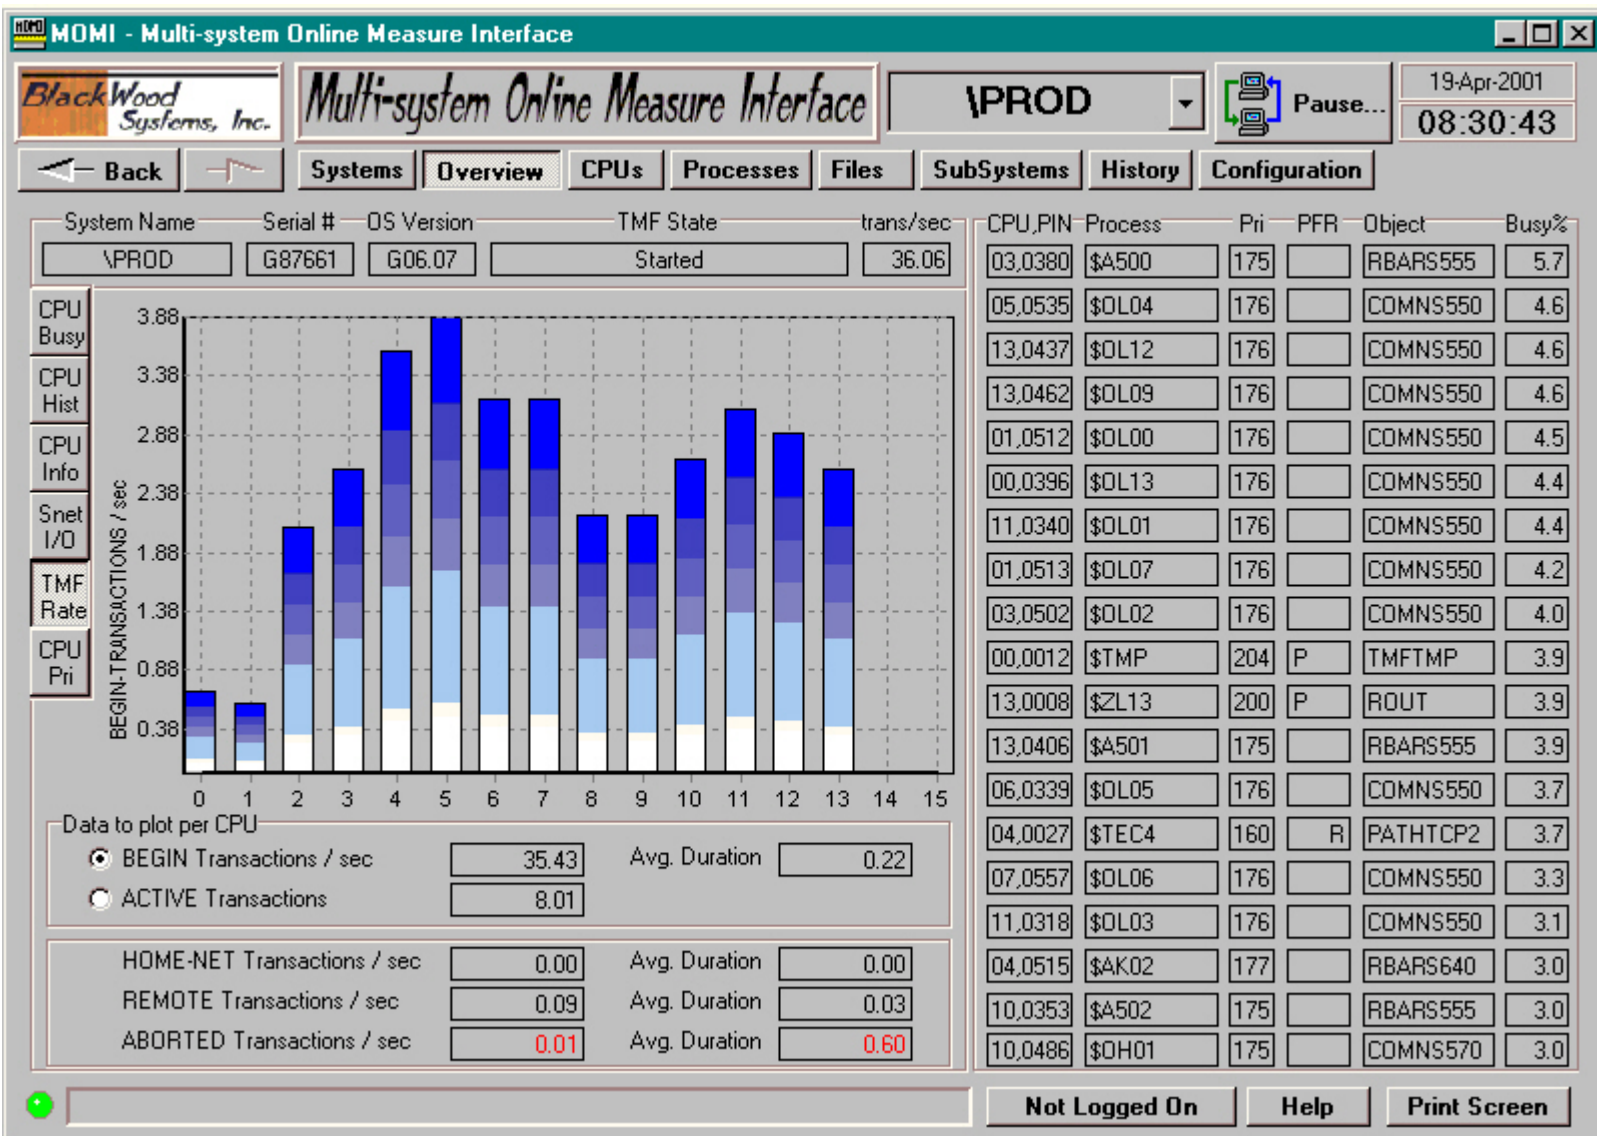 MOMI
MOMI - Multi-system Online Measure Interface
BlackWood
Systems, Inc.
Multi-system Online Measure Interface
\PROD
Pause...
19-Apr-2001
08:30:43
Back
Systems Overview CPUs Processes Files SubSystems History Configuration
System Name Serial # OS Version TMF State trans/sec
\PROD G87661 G06.07 Started 36.06
CPU
Busy
CPU
Hist
CPU
Info
Snet
I/O
TMF
Rate
CPU
Pri
BEGIN-TRANSACTIONS / sec
3.88
3.38
2.88
2.38
1.88
1.38
0.88
0.38
0 1 2 3 4 5 6 7 8 9 10 11 12 13 14 15
Data to plot per CPU
BEGIN Transactions / sec 35.43 Avg. Duration 0.22
ACTIVE Transactions 8.01
HOME-NET Transactions / sec 0.00 Avg. Duration 0.00
REMOTE Transactions / sec 0.09 Avg. Duration 0.03
ABORTED Transactions / sec 0.01 Avg. Duration 0.60
CPU,PIN Process Pri PFR Object Busy%
03,0380 $A500 175 RBARS555 5.7
05,0535 $OL04 176 COMNS550 4.6
13,0437 $OL12 176 COMNS550 4.6
13,0462 $OL09 176 COMNS550 4.6
01,0512 $OL00 176 COMNS550 4.5
00,0396 $OL13 176 COMNS550 4.4
11,0340 $OL01 176 COMNS550 4.4
01,0513 $OL07 176 COMNS550 4.2
03,0502 $OL02 176 COMNS550 4.0
00,0012 $TMP 204 P TMFTMP 3.9
13,0008 $ZL13 200 P ROUT 3.9
13,0406 $A501 175 RBARS555 3.9
06,0339 $OL05 176 COMNS550 3.7
04,0027 $TEC4 160 R PATHTCP2 3.7
07,0557 $OL06 176 COMNS550 3.3
11,0318 $OL03 176 COMNS550 3.1
04,0515 $AK02 177 RBARS640 3.0
10,0353 $A502 175 RBARS555 3.0
10,0486 $OH01 175 COMNS570 3.0
Not Logged On Help Print Screen